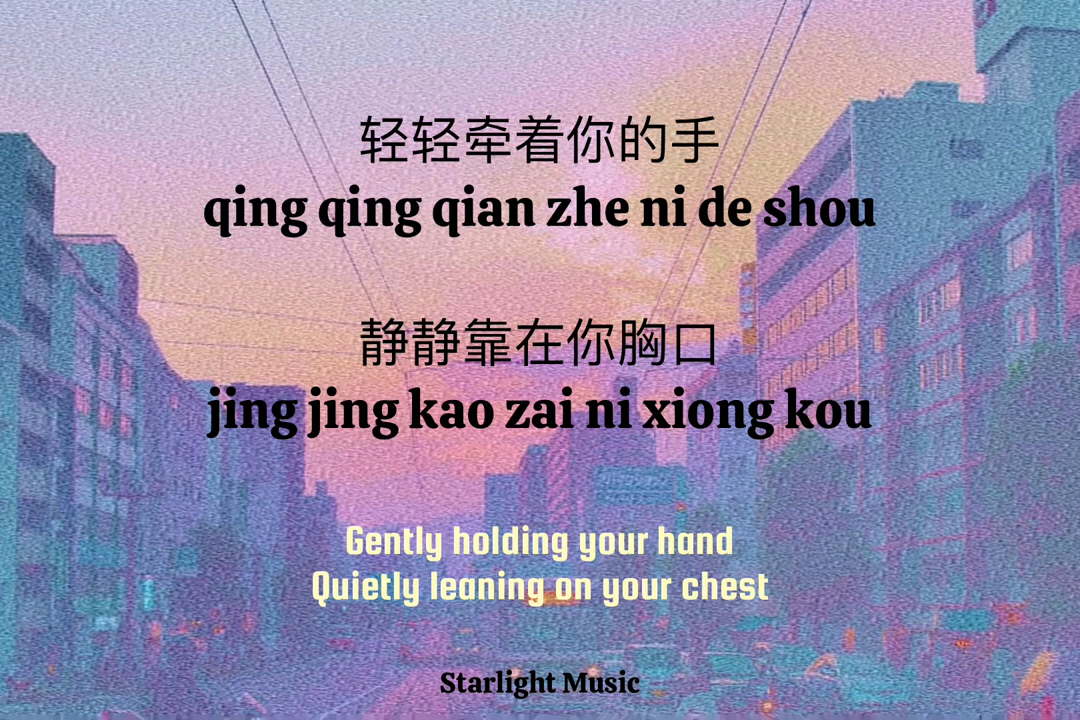 轻轻牵着你的手
qing qing qian zhe ni de shou
静静靠在你胸口
jing jing kao zai ni xiong kou
Gently holding your hand
Quietly leaning on your chest
Starlight Music